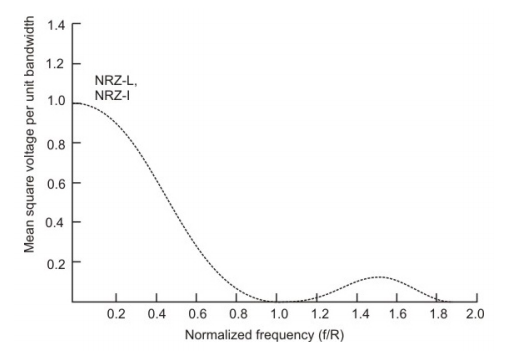 Mean square voltage per unit bandwidth
1.4
1.2
1.0
0.8
0.6
0.4
0.2
NRZ-L,
NRZ-I
0.2 0.4 0.6 0.8 1.0 1.2 1.4 1.6 1.8 2.0
Normalized frequency (f/R)